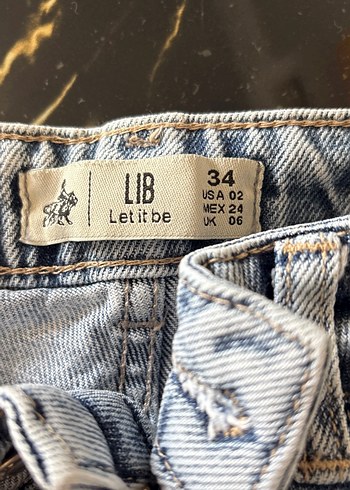 LIB
Let it be
34
USA 02
MEX 24
UK 06